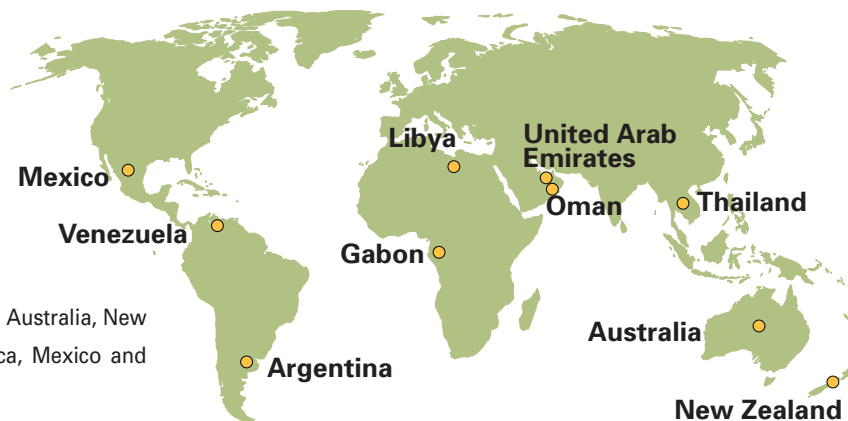 Libya
United Arab
Emirates
Mexico
Oman
Thailand
Venezuela
Gabon
Australia, New
ca, Mexico and
Australia
Argentina
New Zealand